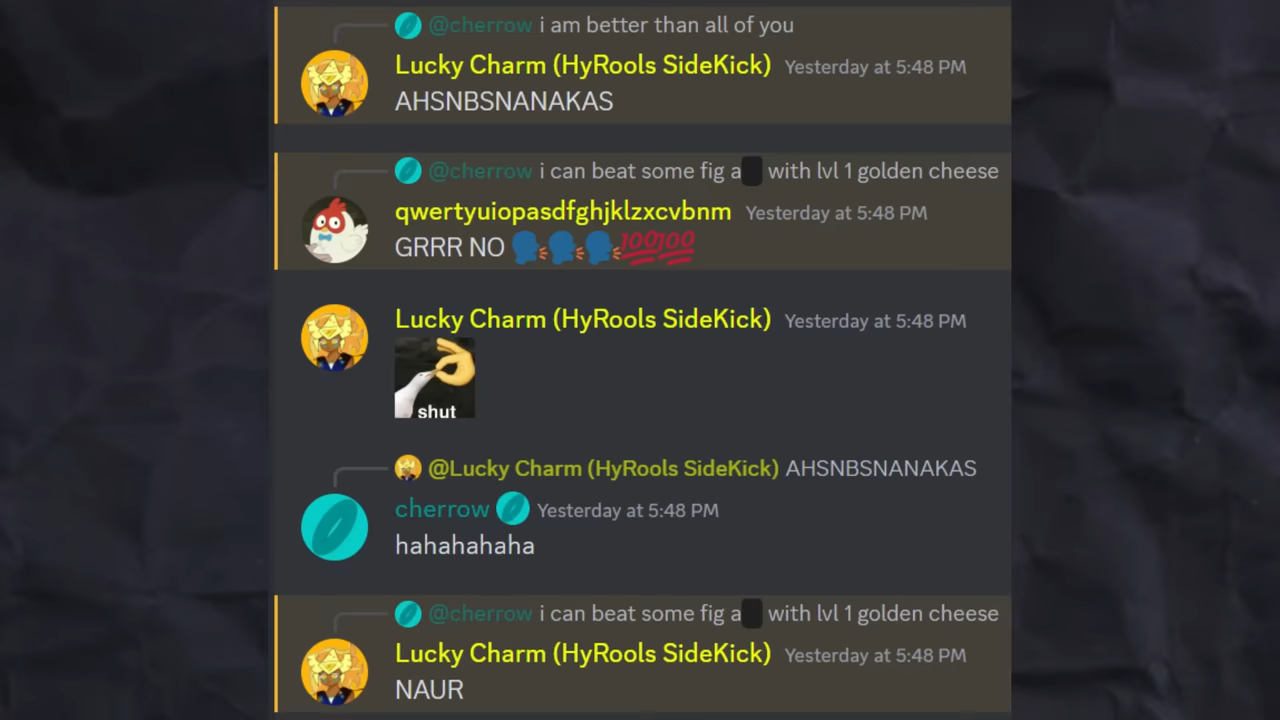 @cherrow i am better than all of you
Lucky Charm (HyRools SideKick) Yesterday at 5:48 PM
AHSNBSNANAKAS
@cherrow i can beat some fig a with lvl 1 golden cheese
qwertyuiopasdfghjklzxcvbnm Yesterday at 5:48 PM
GRRR NO 🗣️🗣️🗣️💯💯
Lucky Charm (HyRools SideKick) Yesterday at 5:48 PM
shut
@Lucky Charm (HyRools SideKick) AHSNBSNANAKAS
cherrow Yesterday at 5:48 PM
hahahahaha
@cherrow i can beat some fig a with lvl 1 golden cheese
Lucky Charm (HyRools SideKick) Yesterday at 5:48 PM
NAUR